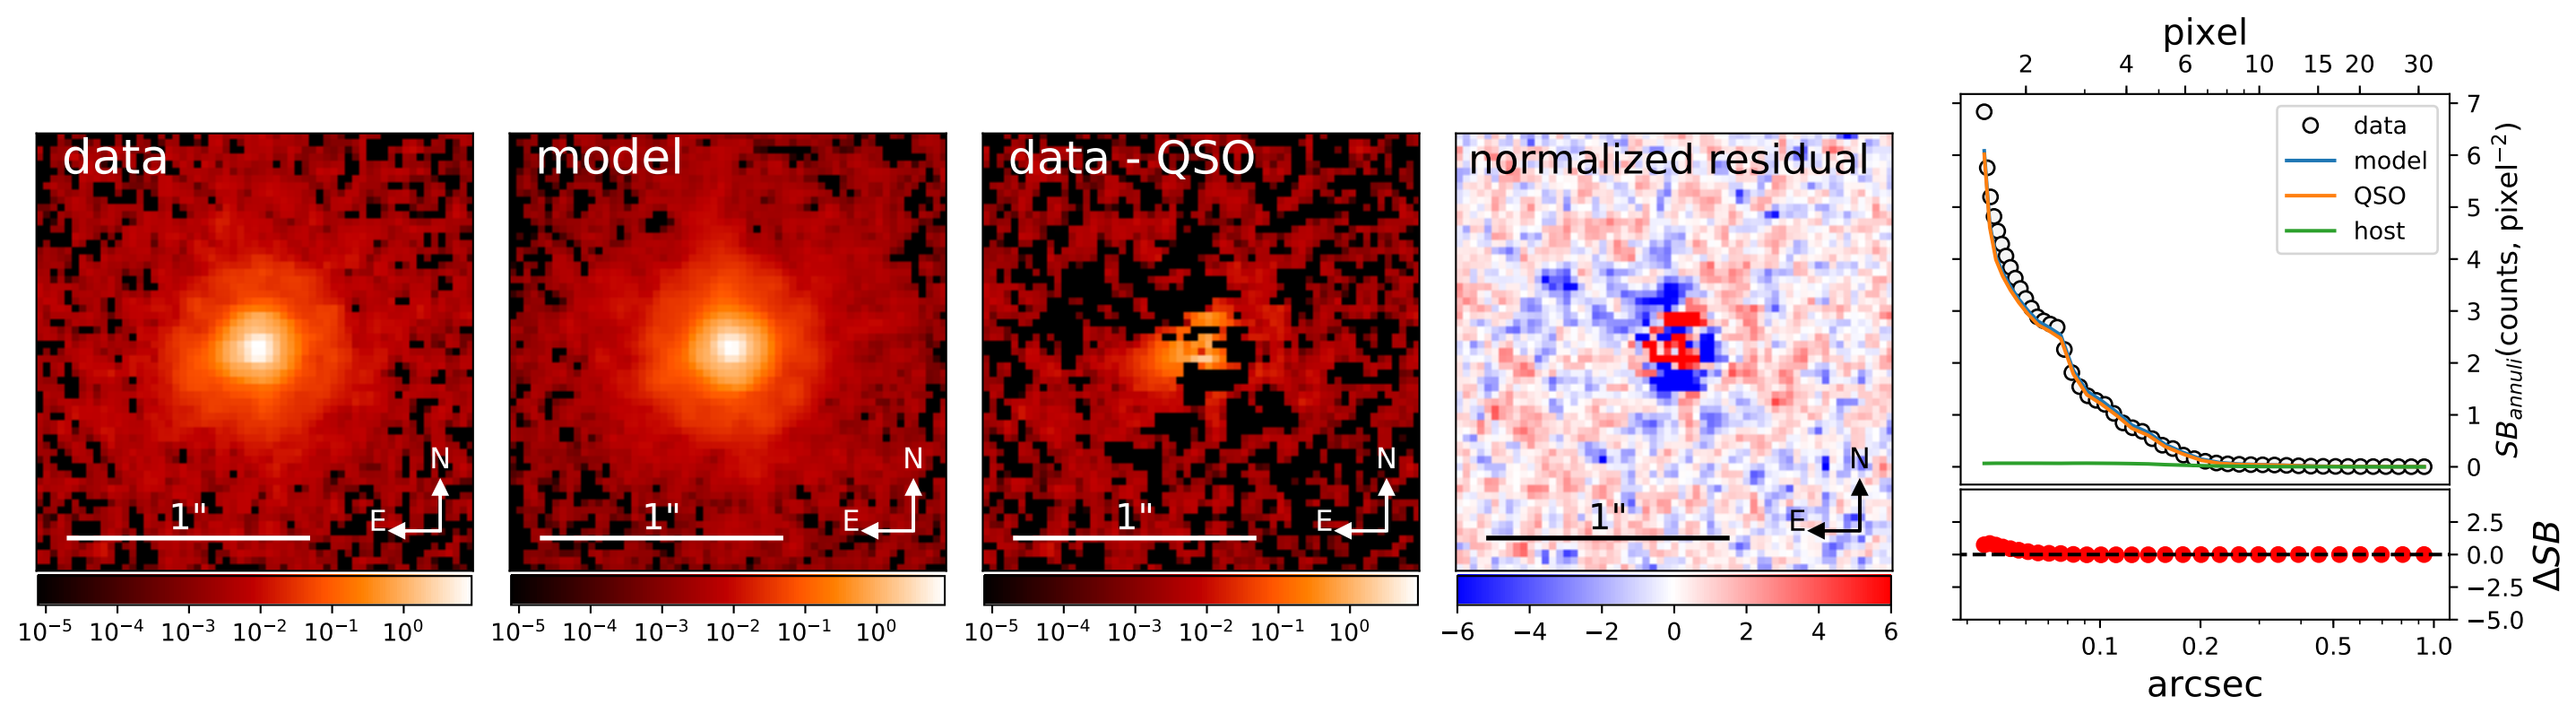 data
N
E
1"
10⁻⁵ 10⁻⁴ 10⁻³ 10⁻² 10⁻¹ 10⁰
model
N
E
1"
10⁻⁵ 10⁻⁴ 10⁻³ 10⁻² 10⁻¹ 10⁰
data - QSO
N
E
1"
10⁻⁵ 10⁻⁴ 10⁻³ 10⁻² 10⁻¹ 10⁰
normalized residual
N
E
1"
−6 −4 −2 0 2 4 6
pixel
2 4 6 10 15 20 30
data
model
QSO
host
7
6
5
4
3
2
1
0
SB_annuli(counts, pixel⁻²)
2.5
0.0
−2.5
−5.0
ΔSB
0.1 0.2 0.5 1.0
arcsec